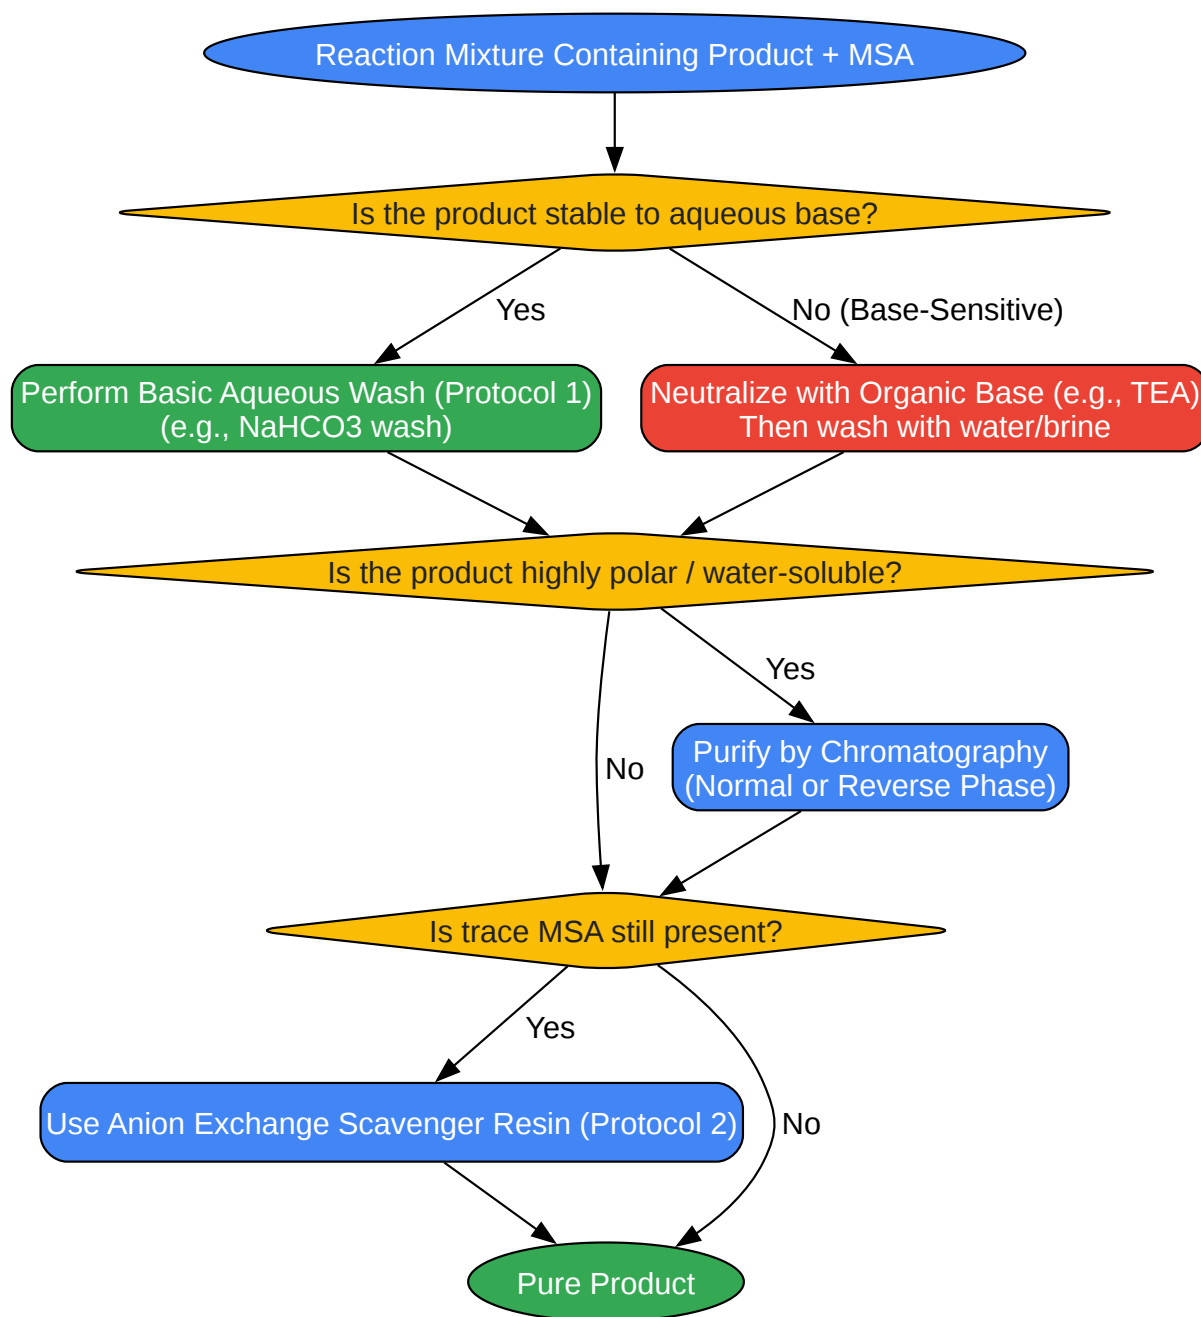 Reaction Mixture Containing Product + MSA
Is the product stable to aqueous base?
Yes
No (Base-Sensitive)
Perform Basic Aqueous Wash (Protocol 1)
(e.g., NaHCO3 wash)
Neutralize with Organic Base (e.g., TEA)
Then wash with water/brine
Is the product highly polar / water-soluble?
Yes
No
Purify by Chromatography
(Normal or Reverse Phase)
Is trace MSA still present?
Yes
No
Use Anion Exchange Scavenger Resin (Protocol 2)
Pure Product